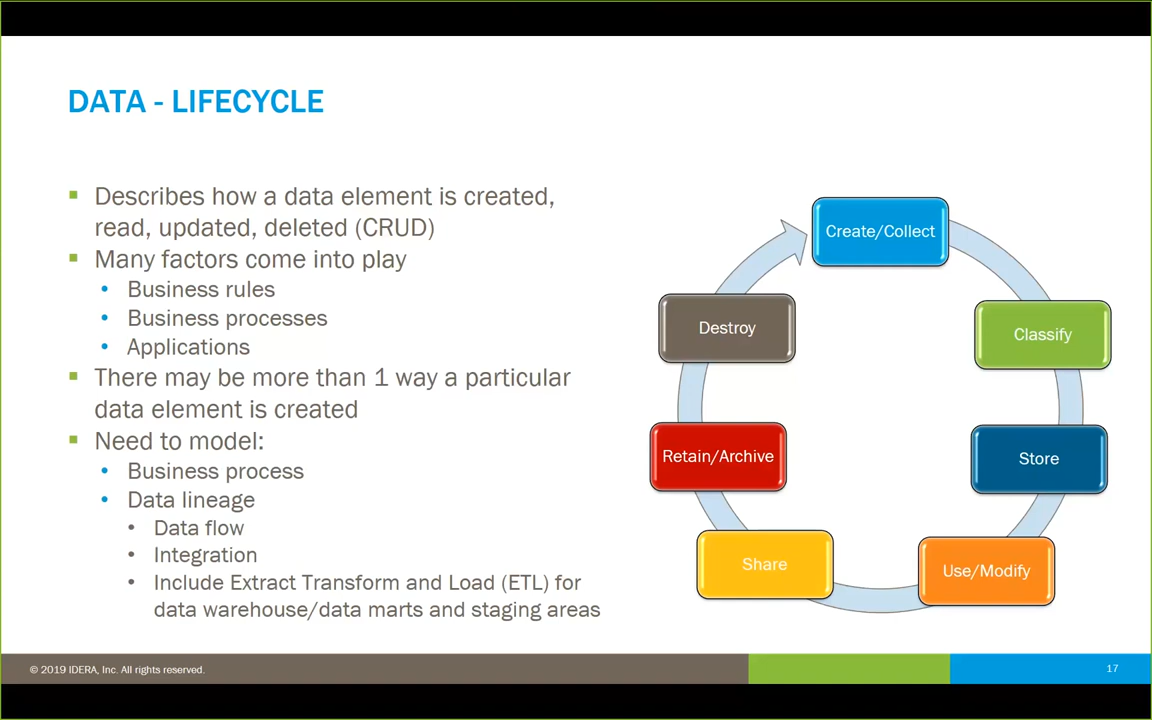 DATA - LIFECYCLE
▪ Describes how a data element is created,
read, updated, deleted (CRUD)
▪ Many factors come into play
• Business rules
• Business processes
• Applications
▪ There may be more than 1 way a particular
data element is created
▪ Need to model:
• Business process
• Data lineage
• Data flow
• Integration
• Include Extract Transform and Load (ETL) for
data warehouse/data marts and staging areas
Create/Collect
Classify
Store
Use/Modify
Share
Retain/Archive
Destroy
© 2019 IDERA, Inc. All rights reserved.
17